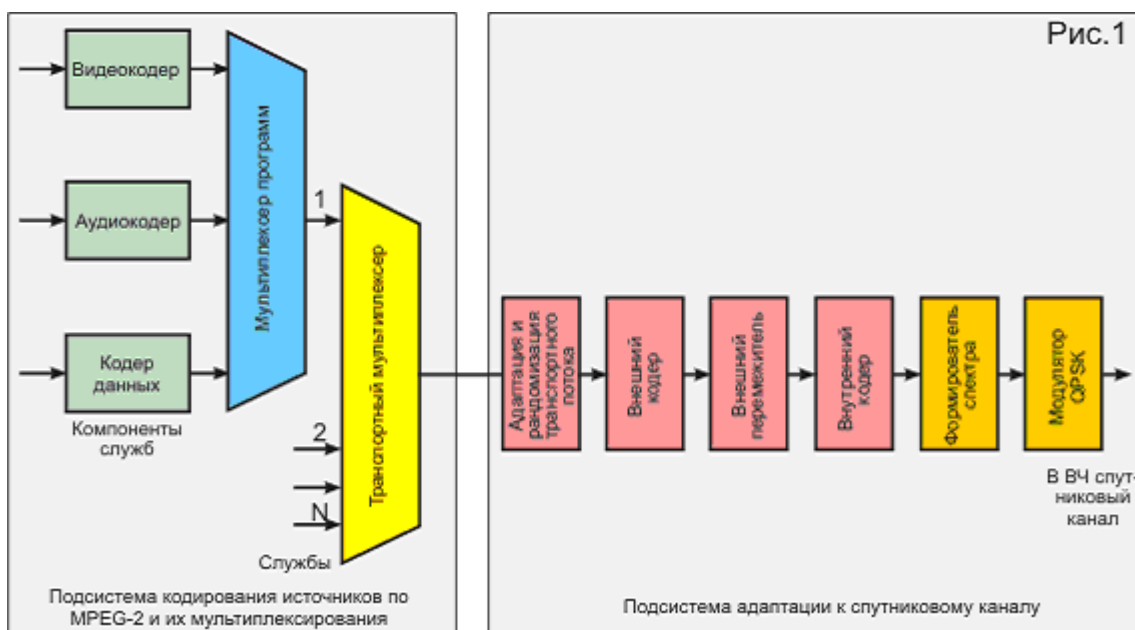 Рис.1
Видеокодер
Аудиокодер
Кодер
данных
Компоненты
служб
Мультиплексер программ
1
Транспортный мультиплексер
2
N
Службы
Подсистема кодирования источников по
MPEG-2 и их мультиплексирования
Адаптация и
рандомизация
транспортного
потока
Внешний
кодер
Внешний
перемежитель
Внутренний
кодер
Формирователь
спектра
Модулятор
QPSK
В ВЧ спут-
никовый
канал
Подсистема адаптации к спутниковому каналу